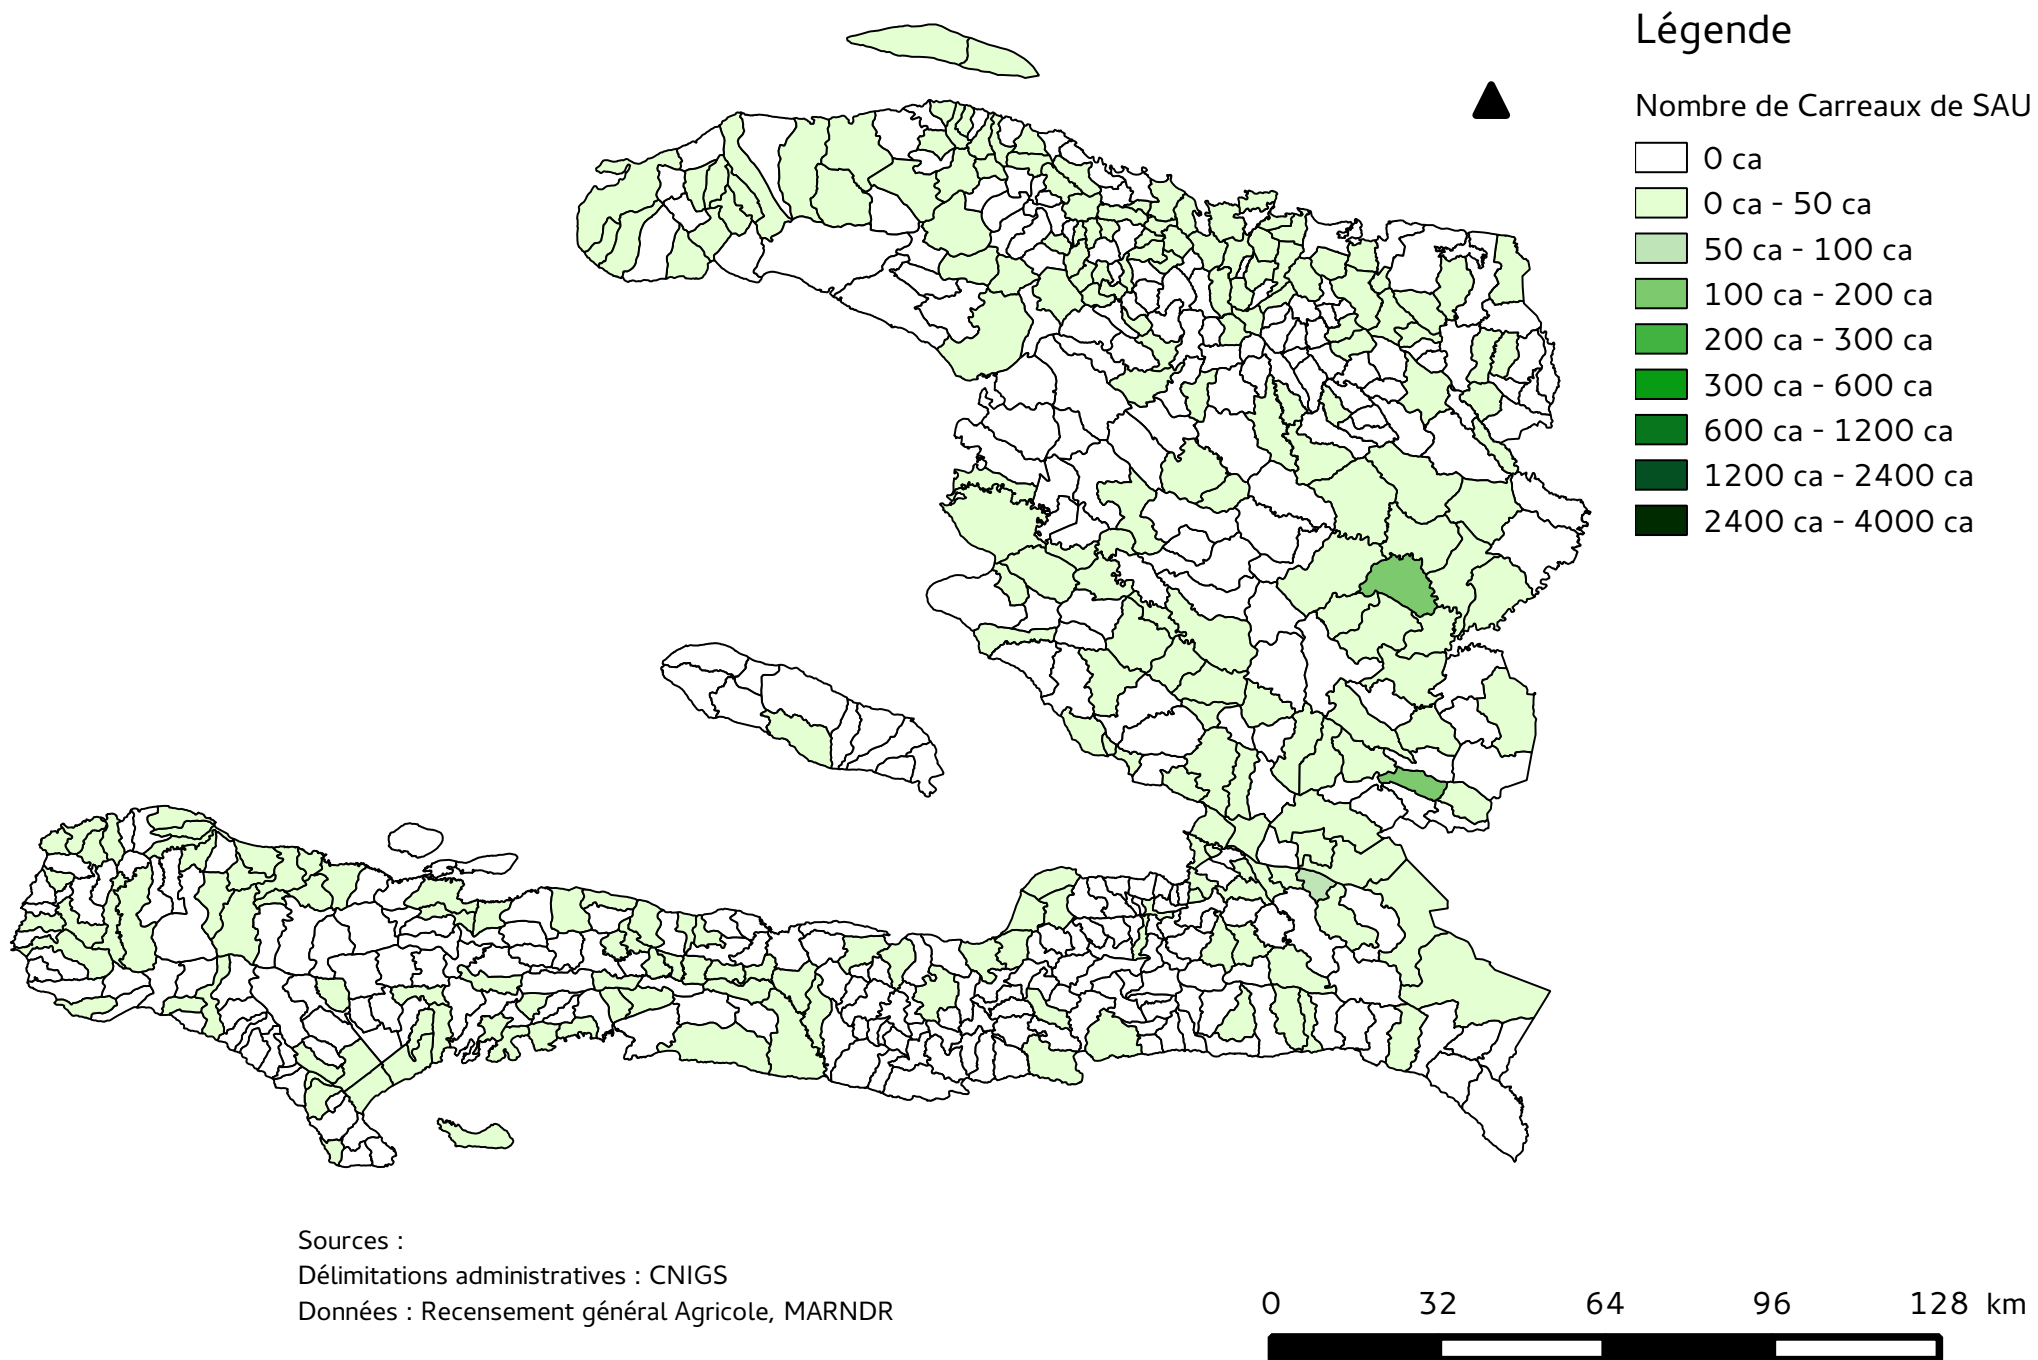 Légende
Nombre de Carreaux de SAU
0 ca
0 ca - 50 ca
50 ca - 100 ca
100 ca - 200 ca
200 ca - 300 ca
300 ca - 600 ca
600 ca - 1200 ca
1200 ca - 2400 ca
2400 ca - 4000 ca
Sources :
Délimitations administratives : CNIGS
Données : Recensement général Agricole, MARNDR
0 32 64 96 128 km